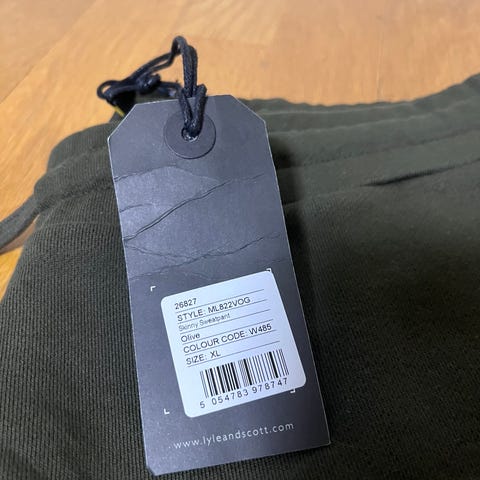 26827
STYLE: ML822VOG
Skinny Sweatpant
Olive
COLOUR CODE: W485
SIZE: XL
5 054783 978747
www.lyleandscott.com